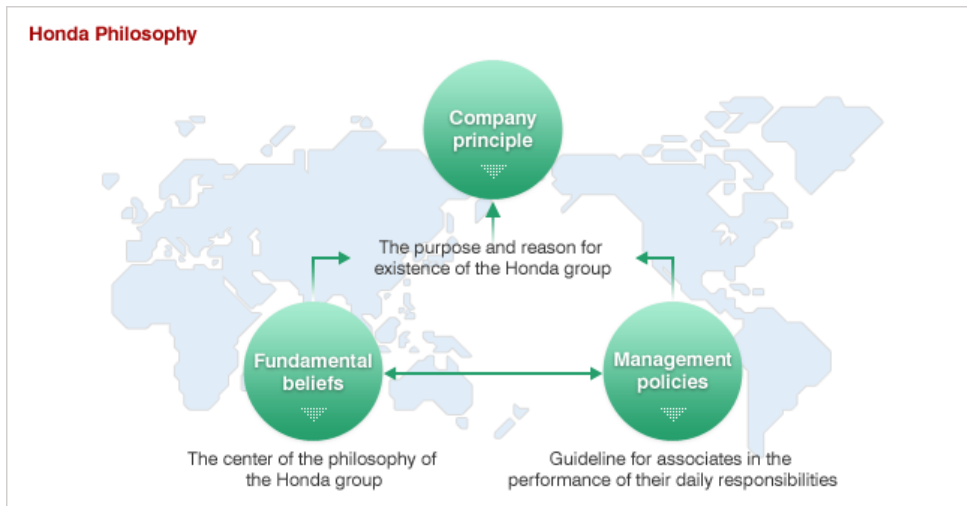 Honda Philosophy
Company
principle
The purpose and reason for
existence of the Honda group
Fundamental
beliefs
Management
policies
The center of the philosophy of
the Honda group
Guideline for associates in the
performance of their daily responsibilities